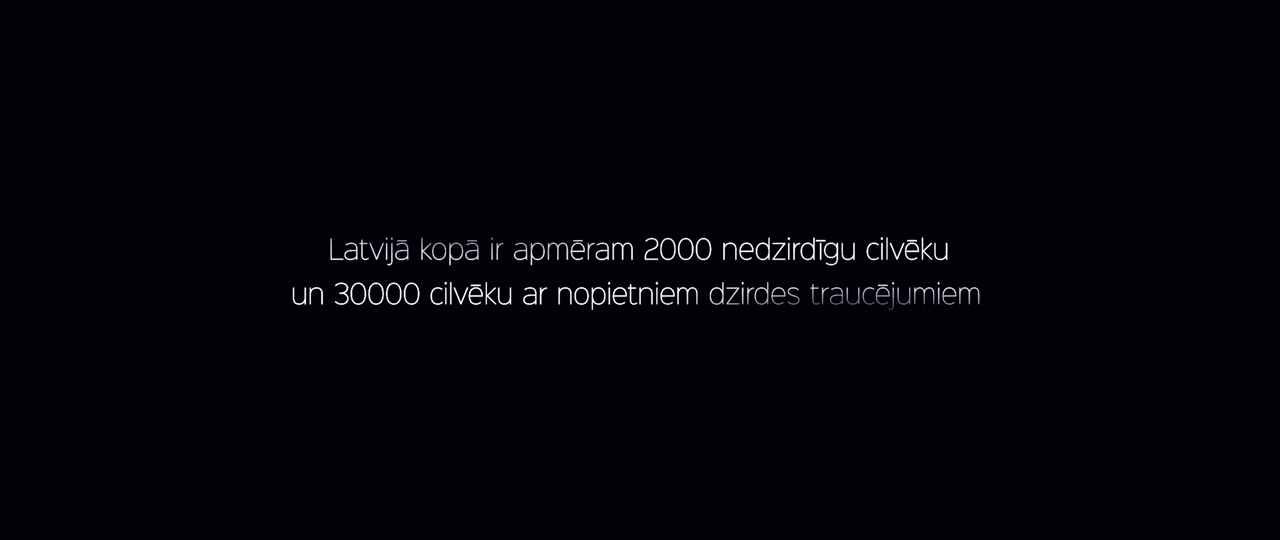 Latvijā kopā ir apmēram 2000 nedzirdīgu cilvēku
un 30000 cilvēku ar nopietniem dzirdes traucējumiem